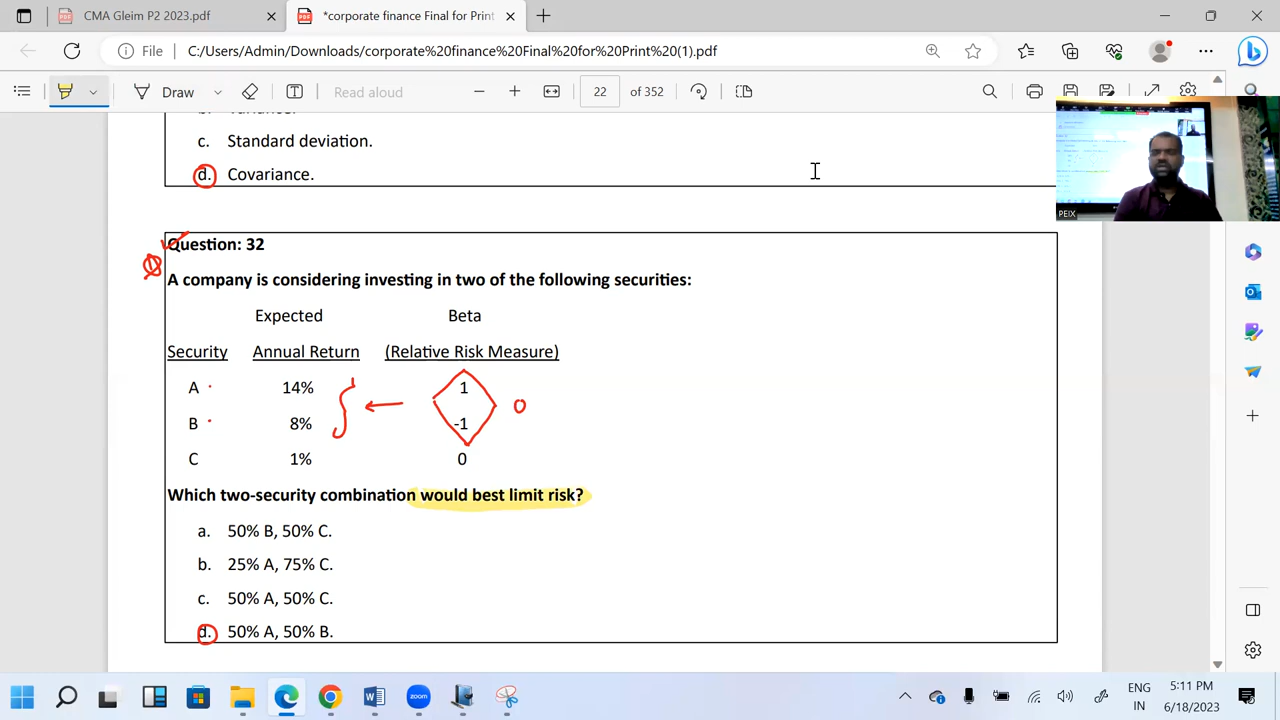 CMA Gleim P2 2023.pdf
*corporate finance Final for Print
File
C:/Users/Admin/Downloads/corporate%20finance%20Final%20for%20Print%20(1).pdf
Draw
Read aloud
22
of 352
c. Standard deviation.
d. Covariance.
PEIX
Question: 32
A company is considering investing in two of the following securities:
Expected Beta
Security Annual Return (Relative Risk Measure)
A 14% 1
B 8% -1 0
C 1% 0
Which two-security combination would best limit risk?
a. 50% B, 50% C.
b. 25% A, 75% C.
c. 50% A, 50% C.
d. 50% A, 50% B.
zoom
ENG
IN
5:11 PM
6/18/2023